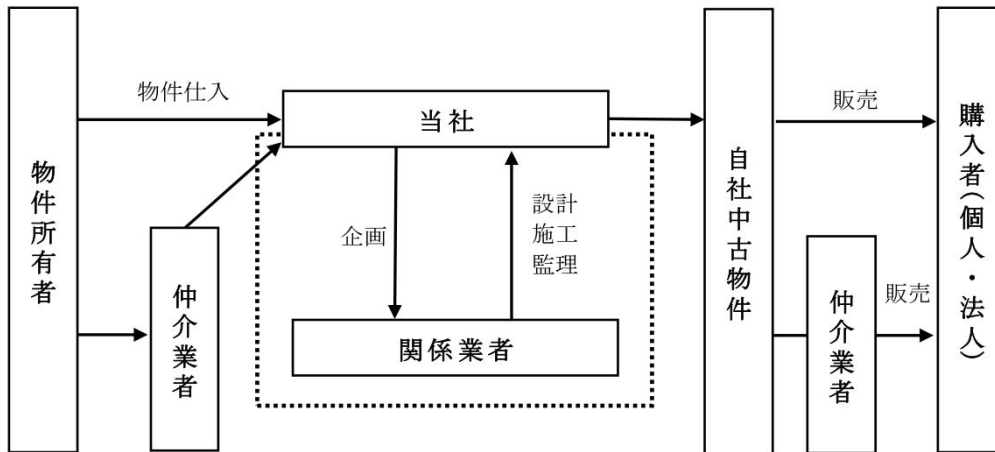 物件所有者
物件仕入
仲介業者
当社
企画
設計
施工
監理
関係業者
自社中古物件
販売
仲介業者
販売
購入者(個人・法人)